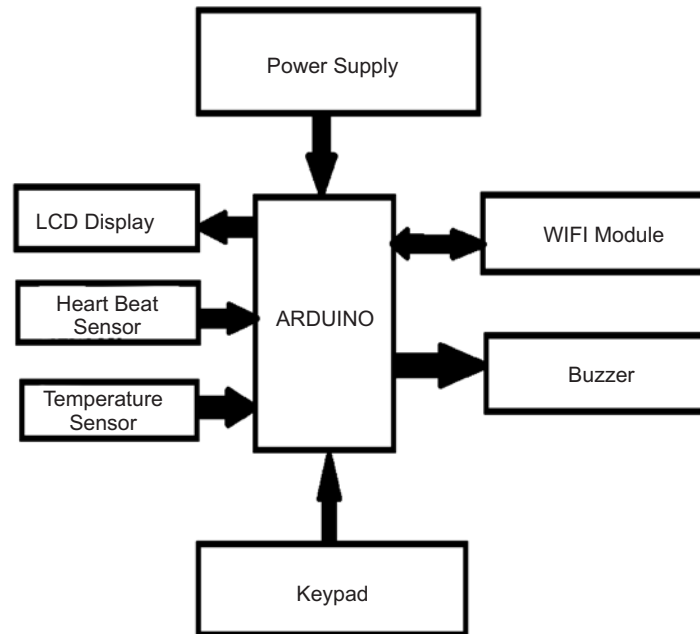 Power Supply
LCD Display
WIFI Module
Heart Beat
Sensor
ARDUINO
Buzzer
Temperature
Sensor
Keypad